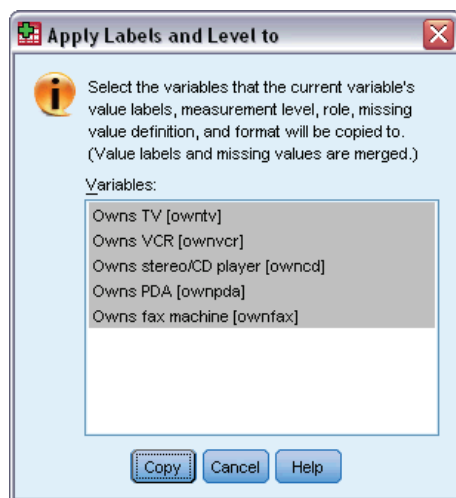 Apply Labels and Level to
Select the variables that the current variable's
value labels, measurement level, role, missing
value definition, and format will be copied to.
(Value labels and missing values are merged.)
Variables:
Owns TV [owntv]
Owns VCR [ownvcr]
Owns stereo/CD player [owncd]
Owns PDA [ownpda]
Owns fax machine [ownfax]
Copy Cancel Help